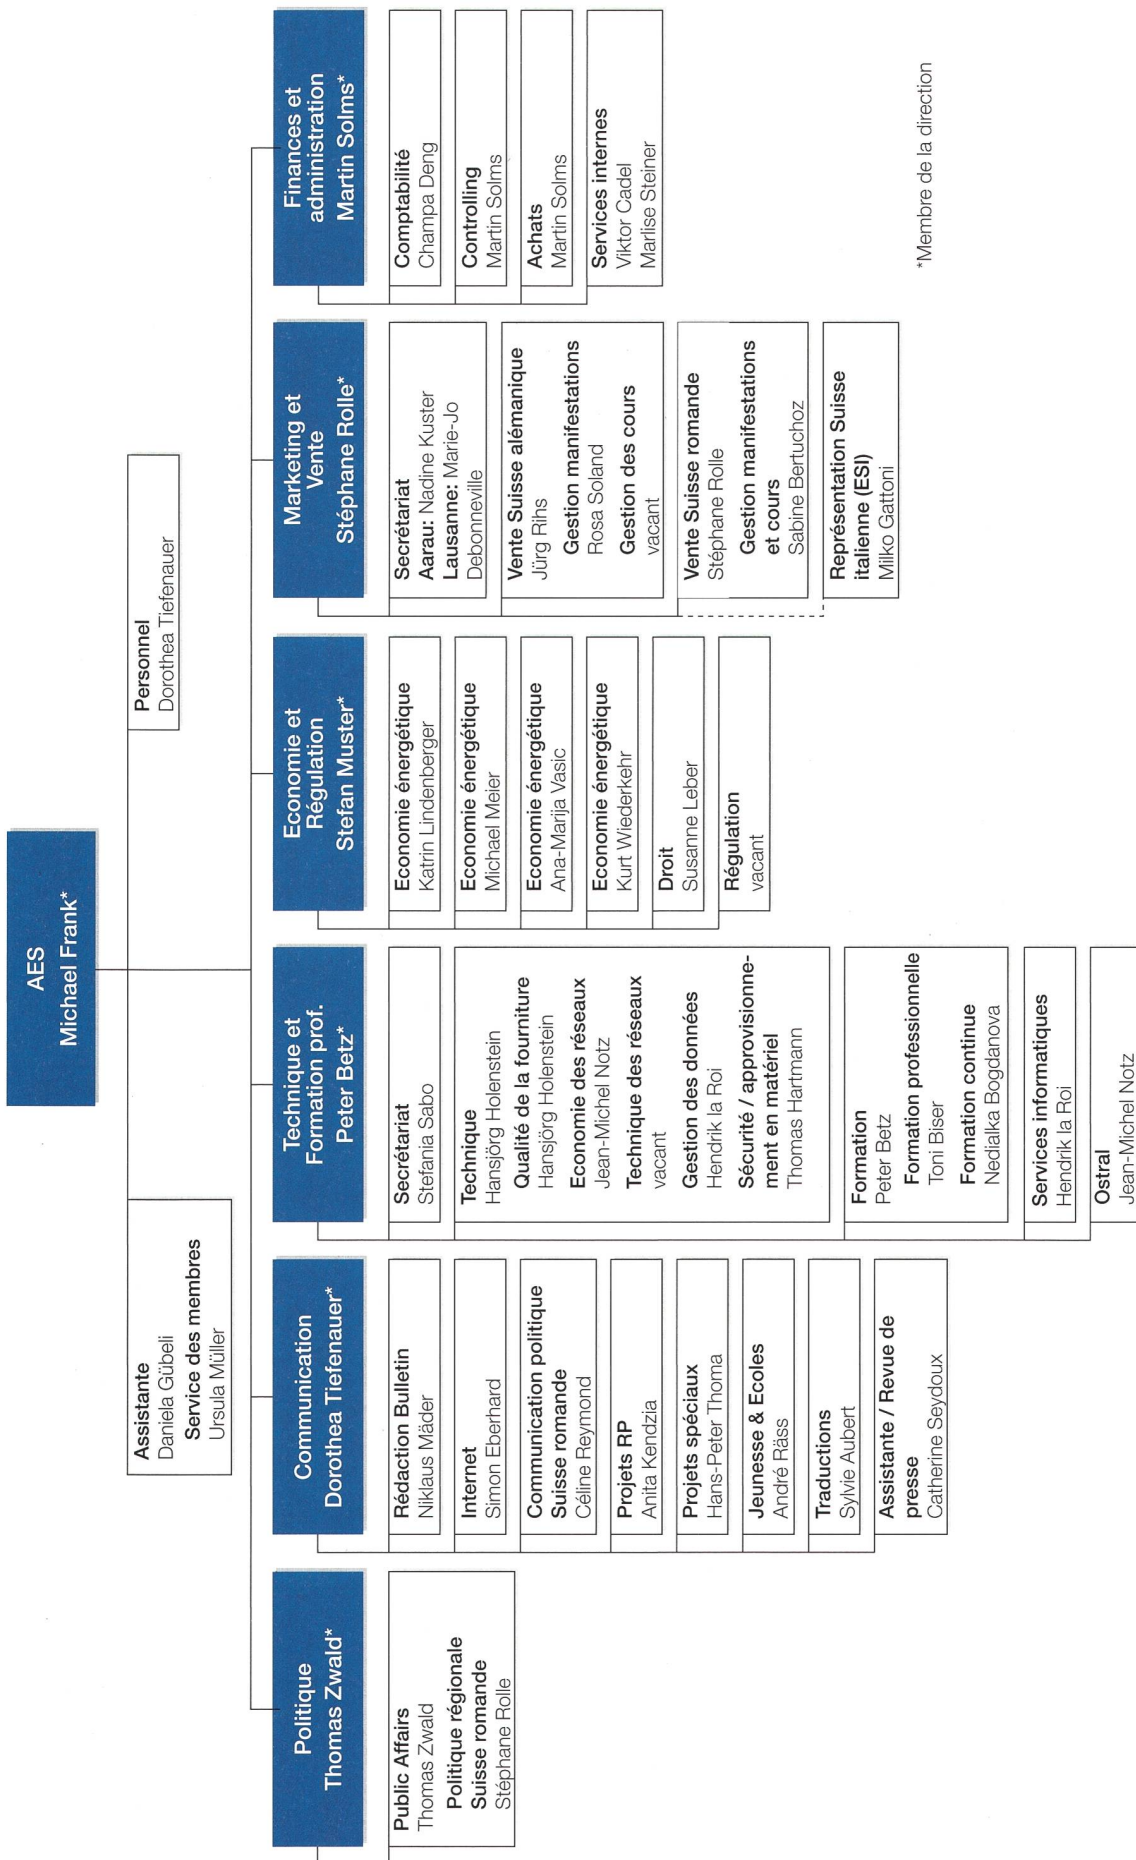 AES
Michael Frank*
Assistante
Daniela Gübeli
Service des membres
Ursula Müller
Personnel
Dorothea Tiefenauer
Politique
Thomas Zwald*
Public Affairs
Thomas Zwald
Politique régionale
Suisse romande
Stéphane Rolle
Communication
Dorothea Tiefenauer*
Rédaction Bulletin
Niklaus Mäder
Internet
Simon Eberhard
Communication politique
Suisse romande
Céline Reymond
Projets RP
Anita Kendzia
Projets spéciaux
Hans-Peter Thoma
Jeunesse & Ecoles
André Räss
Traductions
Sylvie Aubert
Assistante / Revue de
presse
Catherine Seydoux
Technique et
Formation prof.
Peter Betz*
Secrétariat
Stefania Sabo
Technique
Hansjörg Holenstein
Qualité de la fourniture
Hansjörg Holenstein
Economie des réseaux
Jean-Michel Notz
Technique des réseaux
vacant
Gestion des données
Hendrik la Roi
Sécurité / approvisionne-
ment en matériel
Thomas Hartmann
Formation
Peter Betz
Formation professionnelle
Toni Biser
Formation continue
Nedialka Bogdanova
Services informatiques
Hendrik la Roi
Ostral
Jean-Michel Notz
Economie et
Régulation
Stefan Muster*
Economie énergétique
Katrin Lindenberger
Economie énergétique
Michael Meier
Economie énergétique
Ana-Marija Vasic
Economie énergétique
Kurt Wiederkehr
Droit
Susanne Leber
Régulation
vacant
Marketing et
Vente
Stéphane Rolle*
Secrétariat
Aarau: Nadine Kuster
Lausanne: Marie-Jo
Debonneville
Vente Suisse alémanique
Jürg Rihs
Gestion manifestations
Rosa Soland
Gestion des cours
vacant
Vente Suisse romande
Stéphane Rolle
Gestion manifestations
et cours
Sabine Bertuchoz
Représentation Suisse
italienne (ESI)
Milko Gattoni
Finances et
administration
Martin Solms*
Comptabilité
Champa Deng
Controlling
Martin Solms
Achats
Martin Solms
Services internes
Viktor Cadel
Marlise Steiner
*Membre de la direction